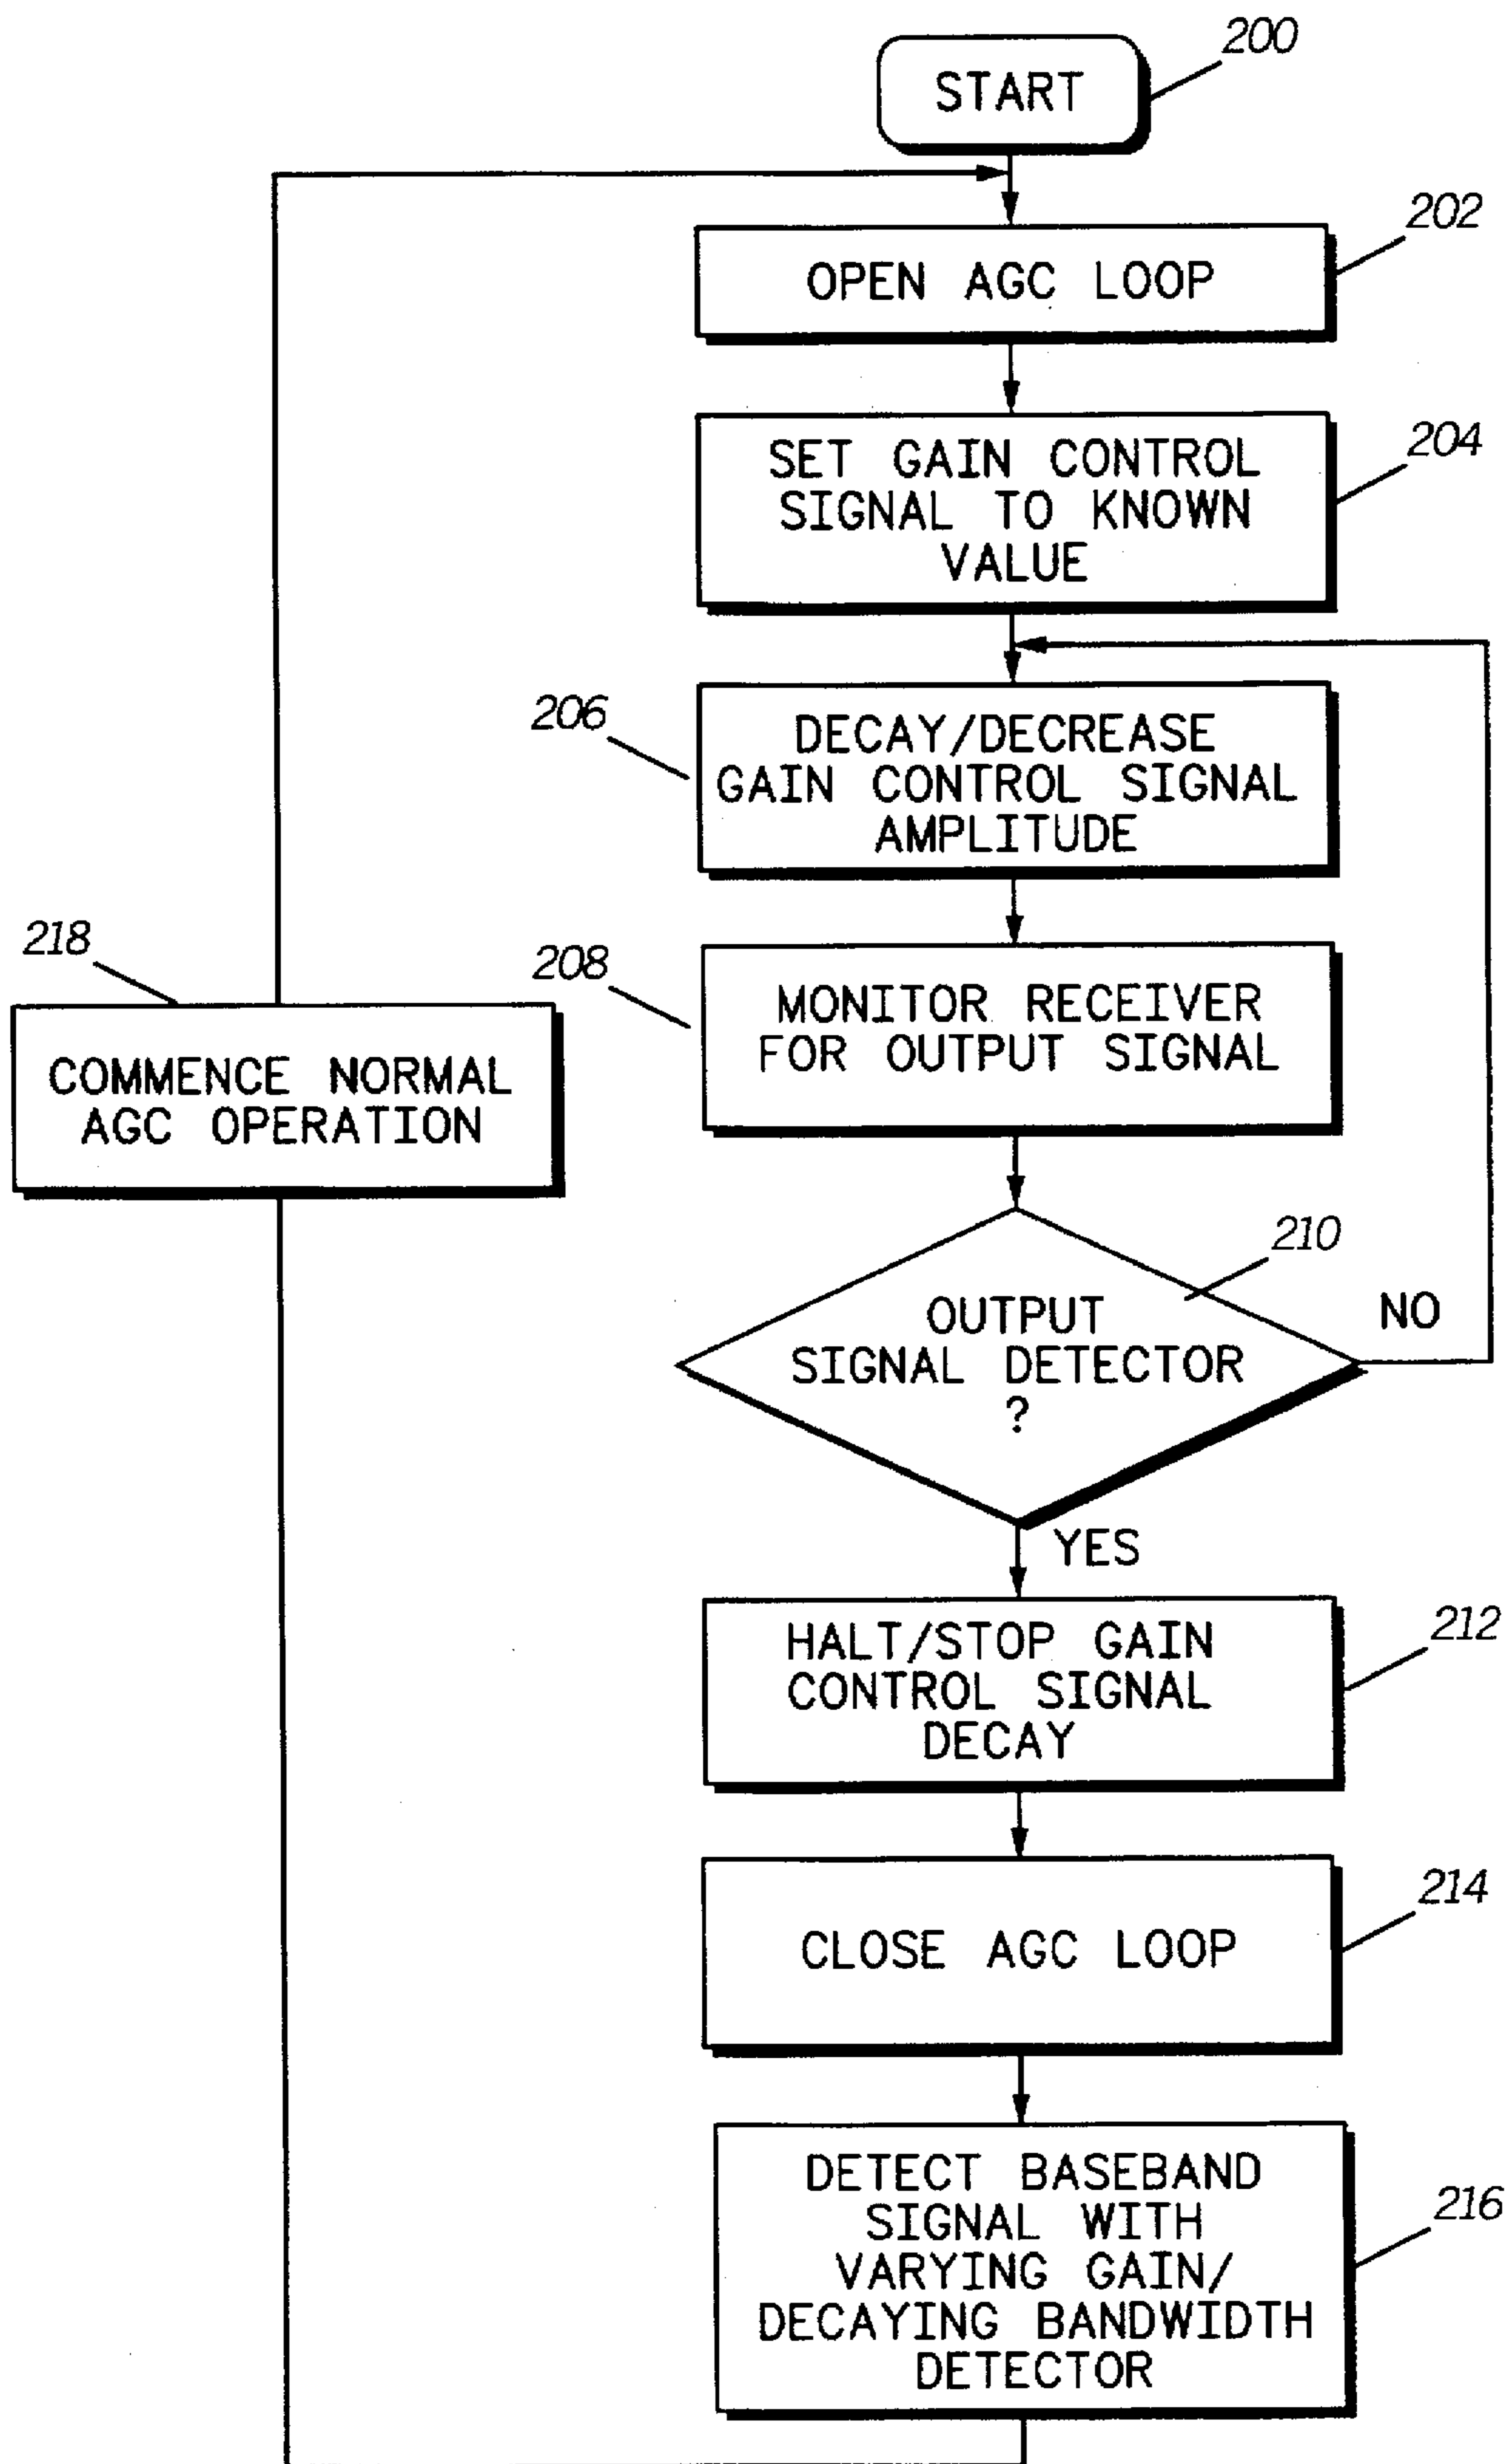 200
START
202
OPEN AGC LOOP
204
SET GAIN CONTROL
SIGNAL TO KNOWN
VALUE
206
DECAY/DECREASE
GAIN CONTROL SIGNAL
AMPLITUDE
218
COMMENCE NORMAL
AGC OPERATION
208
MONITOR RECEIVER
FOR OUTPUT SIGNAL
210
OUTPUT
SIGNAL DETECTOR
?
NO
YES
212
HALT/STOP GAIN
CONTROL SIGNAL
DECAY
214
CLOSE AGC LOOP
216
DETECT BASEBAND
SIGNAL WITH
VARYING GAIN/
DECAYING BANDWIDTH
DETECTOR